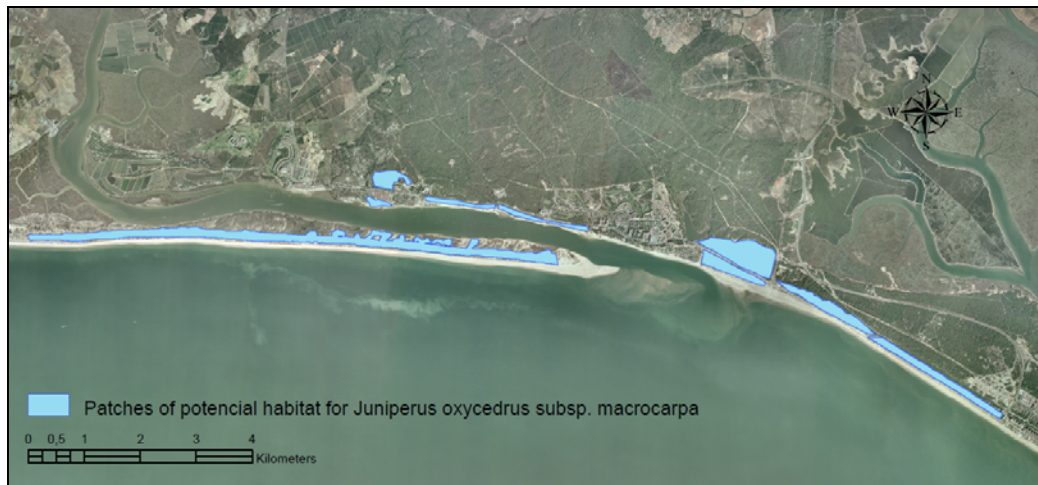 N
W E
S
Patches of potencial habitat for Juniperus oxycedrus subsp. macrocarpa
0 0,5 1 2 3 4
Kilometers